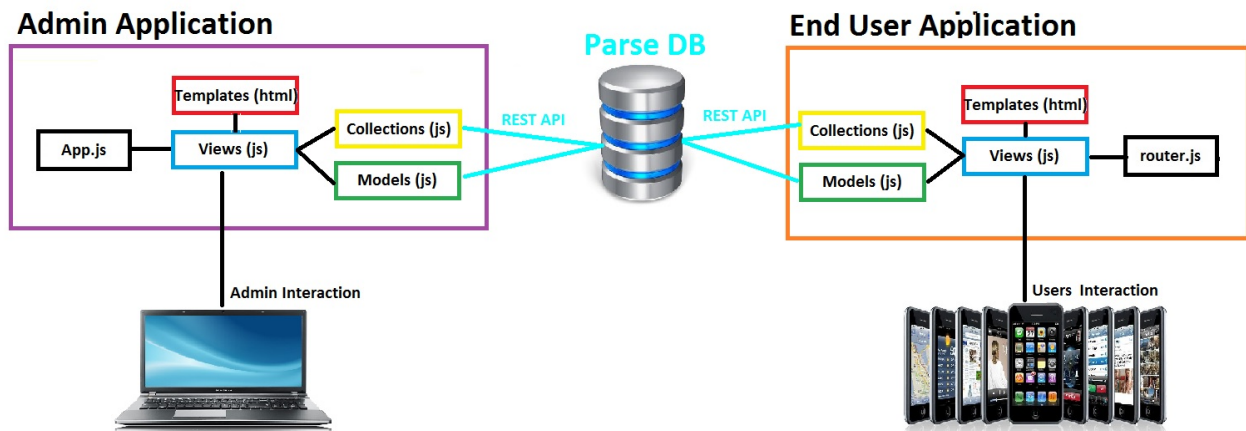 Admin Application
End User Application
Parse DB
Templates (html)
Templates (html)
REST API
REST API
Collections (js)
Collections (js)
App.js
Views (js)
Views (js)
router.js
Models (js)
Models (js)
Admin Interaction
Users Interaction